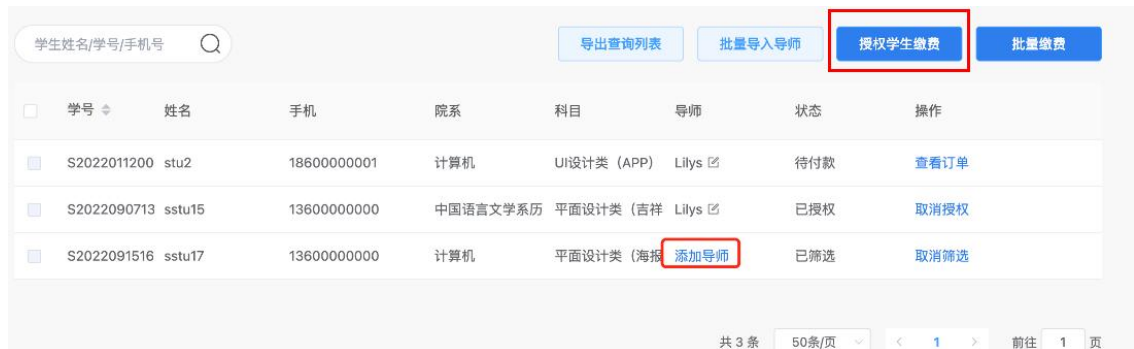 学生姓名/学号/手机号 导出查询列表 批量导入导师 授权学生缴费 批量缴费
学号 姓名 手机 院系 科目 导师 状态 操作
S2022011200 stu2 18600000001 计算机 UI设计类（APP） Lilys 待付款 查看订单
S2022090713 sstu15 13600000000 中国语言文学系历 平面设计类（吉祥 Lilys 已授权 取消授权
S2022091516 sstu17 13600000000 计算机 平面设计类（海报 添加导师 已筛选 取消筛选
共 3 条 50条/页 < 1 > 前往 1 页